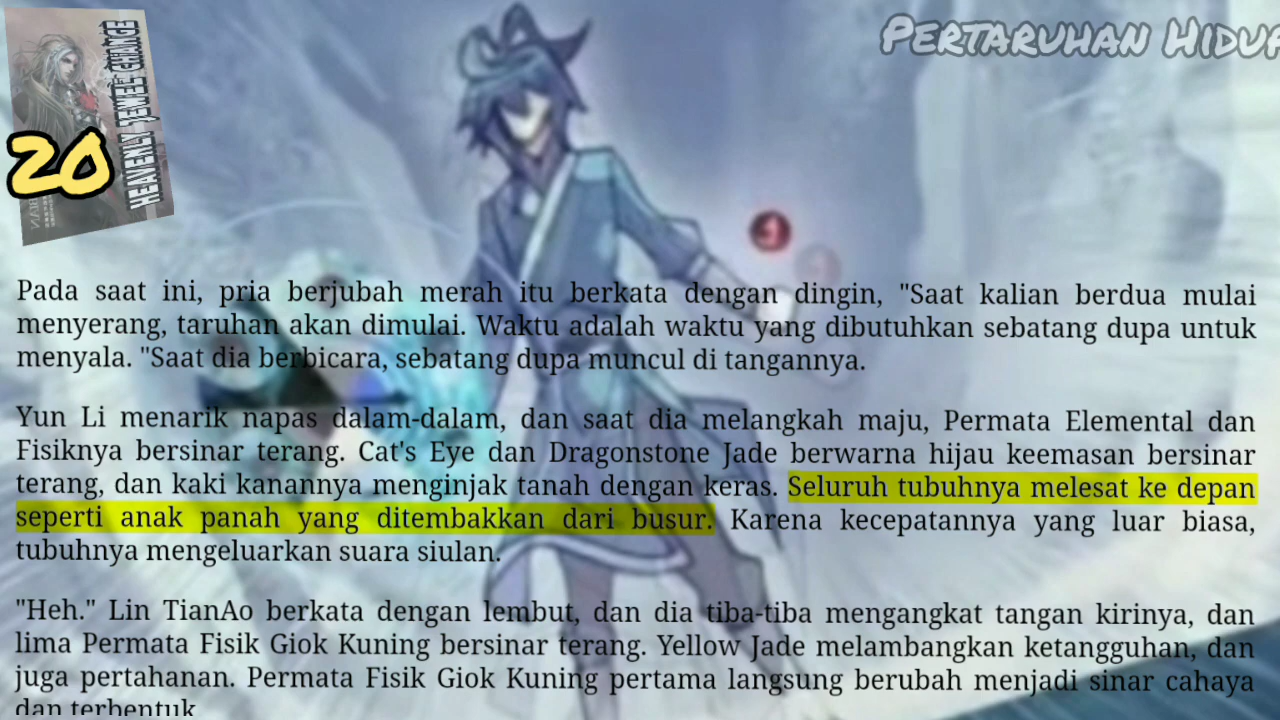 PERTARUHAN HIDUP
HEAVENLY JEWEL CHANGE
20
Pada saat ini, pria berjubah merah itu berkata dengan dingin, "Saat kalian berdua mulai
menyerang, taruhan akan dimulai. Waktu adalah waktu yang dibutuhkan sebatang dupa untuk
menyala. "Saat dia berbicara, sebatang dupa muncul di tangannya.
Yun Li menarik napas dalam-dalam, dan saat dia melangkah maju, Permata Elemental dan
Fisiknya bersinar terang. Cat's Eye dan Dragonstone Jade berwarna hijau keemasan bersinar
terang, dan kaki kanannya menginjak tanah dengan keras. Seluruh tubuhnya melesat ke depan
seperti anak panah yang ditembakkan dari busur. Karena kecepatannya yang luar biasa,
tubuhnya mengeluarkan suara siulan.
"Heh." Lin TianAo berkata dengan lembut, dan dia tiba-tiba mengangkat tangan kirinya, dan
lima Permata Fisik Giok Kuning bersinar terang. Yellow Jade melambangkan ketangguhan, dan
juga pertahanan. Permata Fisik Giok Kuning pertama langsung berubah menjadi sinar cahaya
dan terbentuk